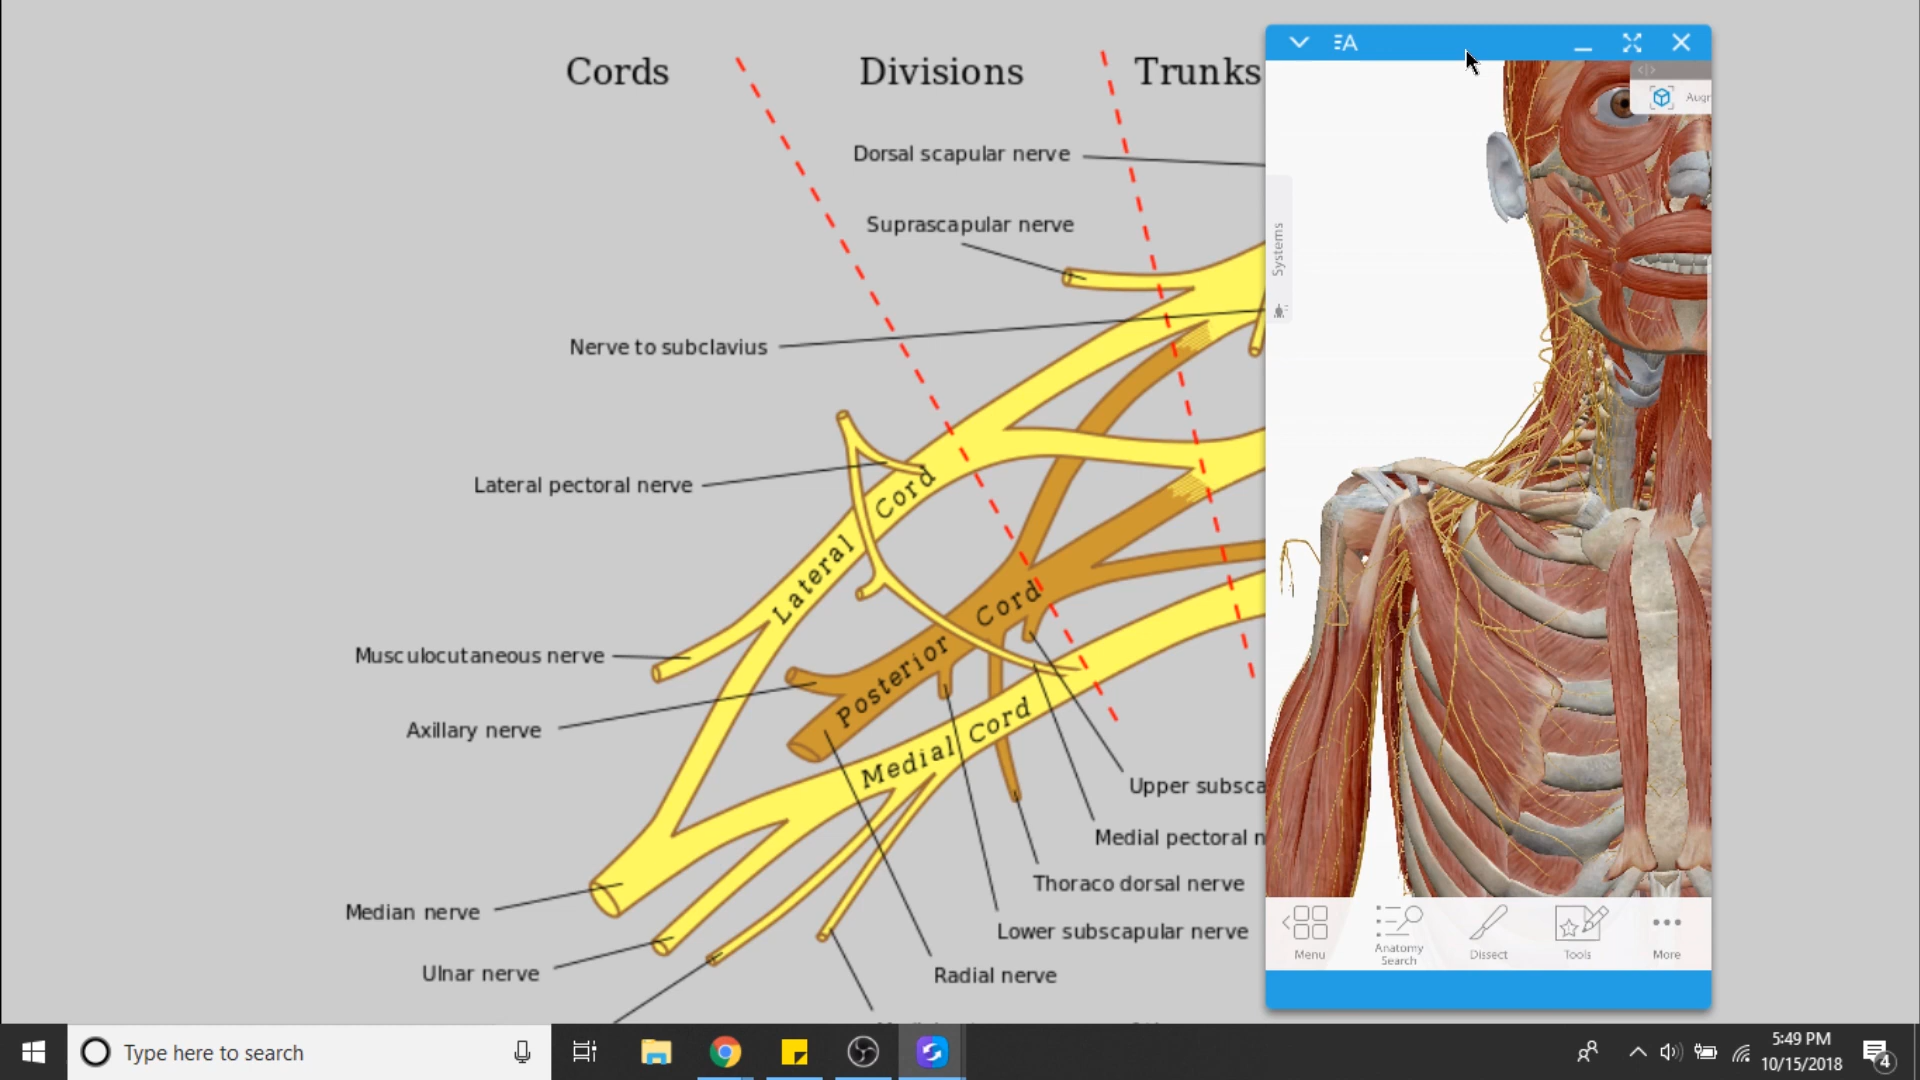 Cords
Divisions
Trunks
Dorsal scapular nerve
Suprascapular nerve
Nerve to subclavius
Lateral pectoral nerve
Lateral Cord
Posterior Cord
Medial Cord
Musculocutaneous nerve
Axillary nerve
Upper subsca
Medial pectoral n
Thoraco dorsal nerve
Median nerve
Lower subscapular nerve
Ulnar nerve
Radial nerve
A
Augr
Systems
Menu
Anatomy
Search
Dissect
Tools
More
Type here to search
5:49 PM
10/15/2018
4